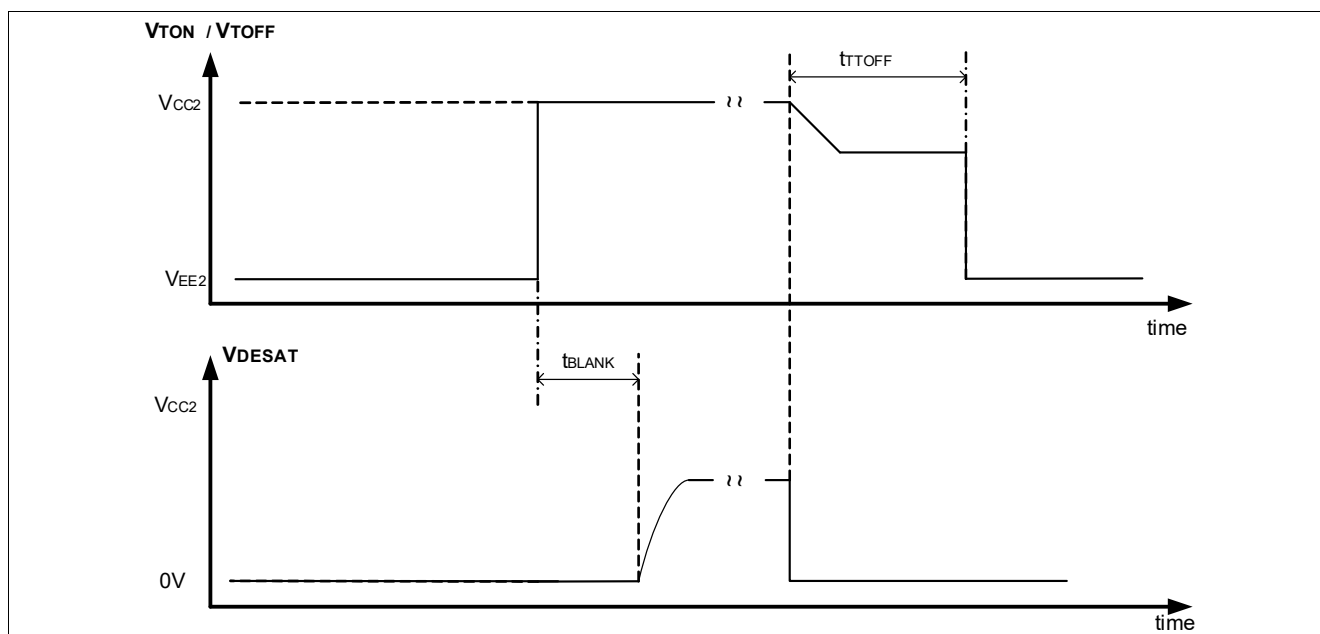 VTON / VTOFF
tTTOFF
VCC2
~~
VEE2
time
VDESAT
tBLANK
VCC2
~~
0V
time